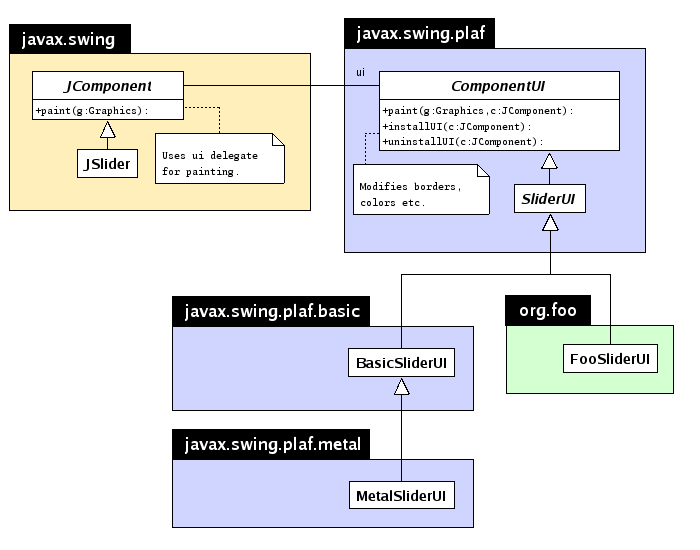 javax.swing
JComponent
+paint(g:Graphics):
JSlider
Uses ui delegate
for painting.
ui
javax.swing.plaf
ComponentUI
+paint(g:Graphics,c:JComponent):
+installUI(c:JComponent):
+uninstallUI(c:JComponent):
Modifies borders,
colors etc.
SliderUI
javax.swing.plaf.basic
BasicSliderUI
org.foo
FooSliderUI
javax.swing.plaf.metal
MetalSliderUI